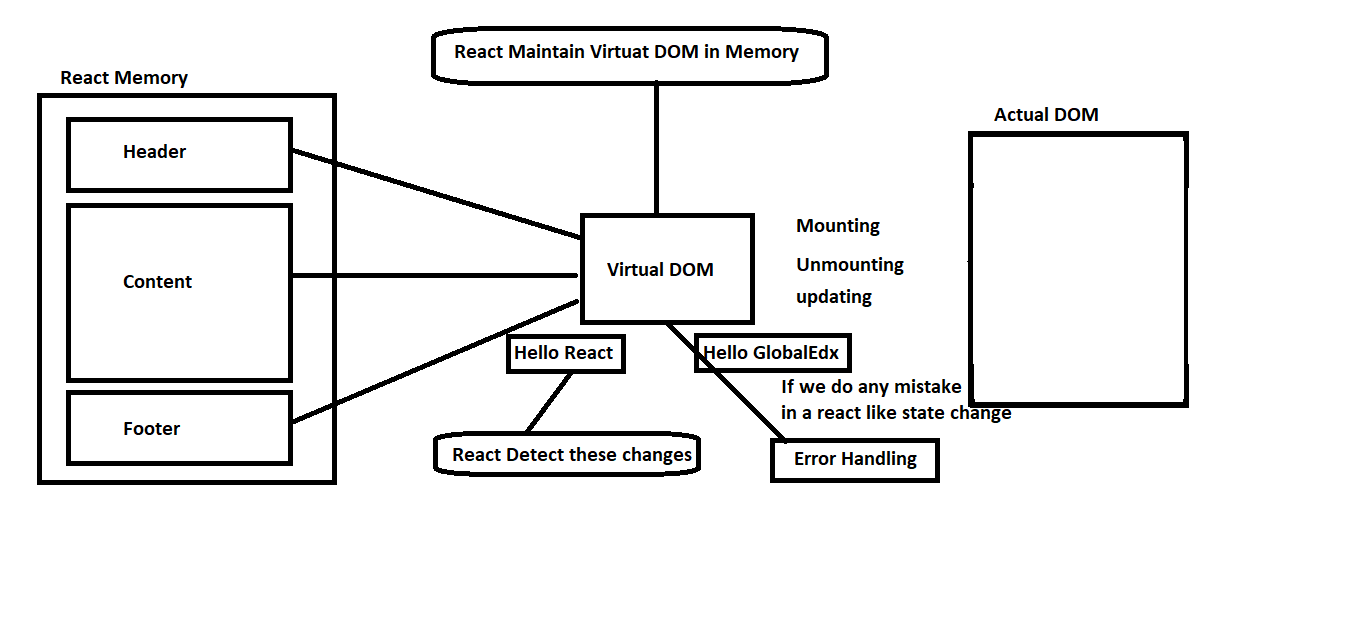 React Maintain Virtuat DOM in Memory
React Memory
Actual DOM
Header
Content
Footer
Virtual DOM
Mounting
Unmounting
updating
Hello React
Hello GlobalEdx
If we do any mistake
in a react like state change
React Detect these changes
Error Handling